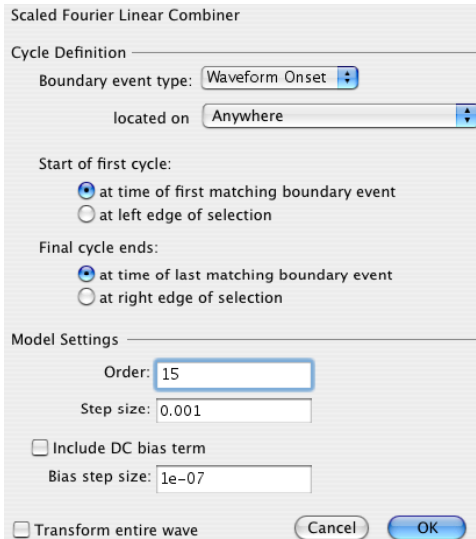 Scaled Fourier Linear Combiner
Cycle Definition
Boundary event type: Waveform Onset
located on Anywhere
Start of first cycle:
at time of first matching boundary event
at left edge of selection
Final cycle ends:
at time of last matching boundary event
at right edge of selection
Model Settings
Order: 15
Step size: 0.001
Include DC bias term
Bias step size: 1e-07
Transform entire wave Cancel OK